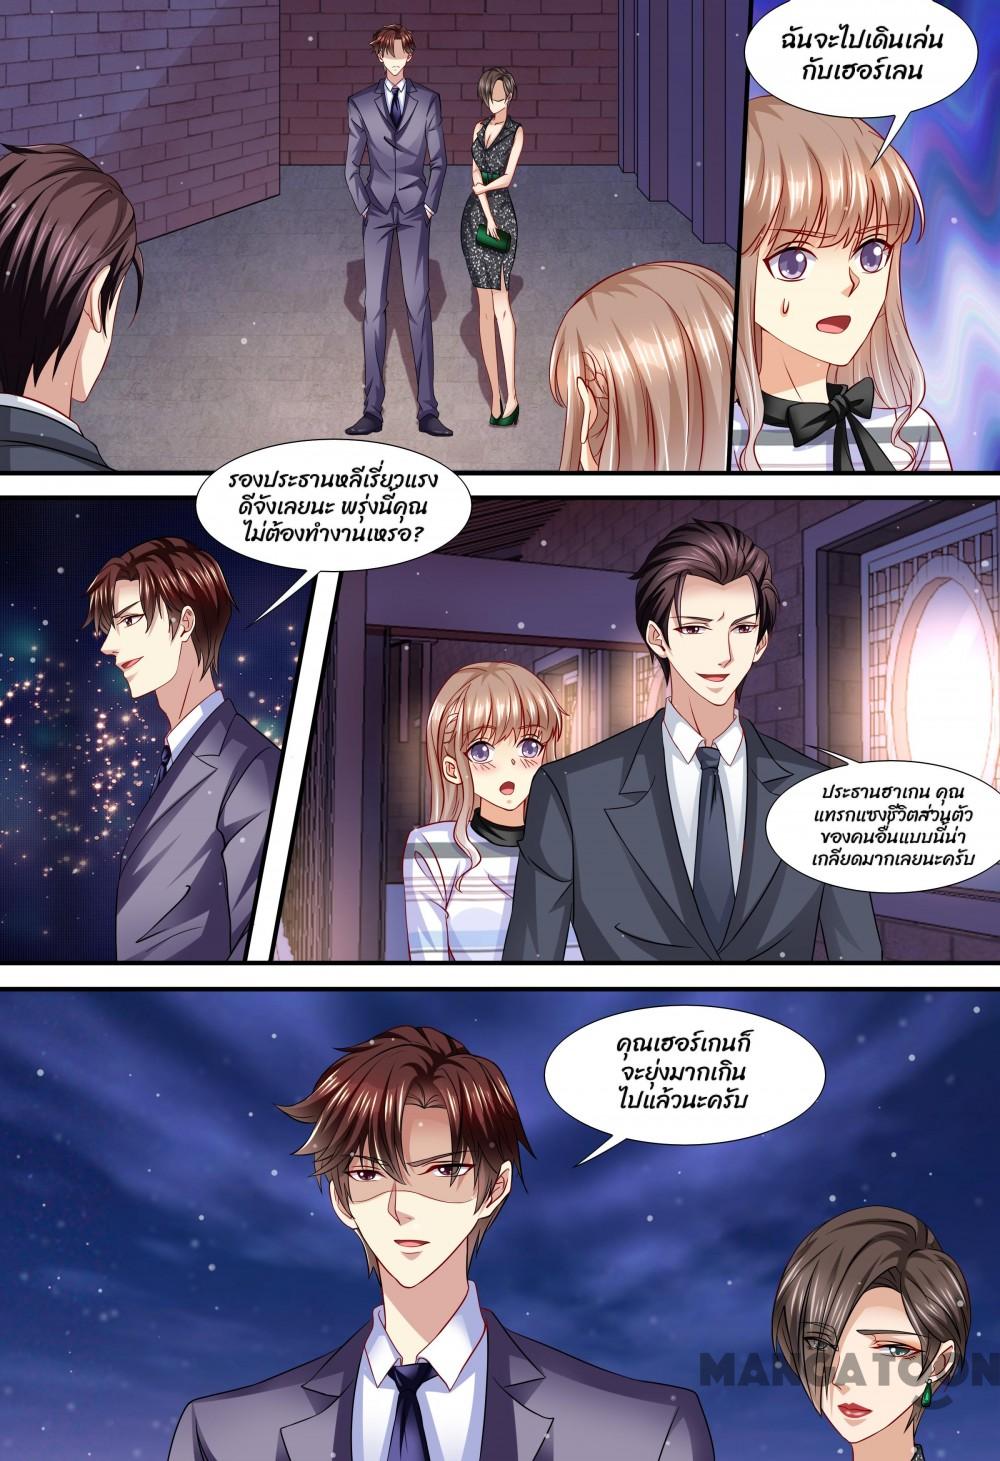 ฉันจะไปเดินเล่น
กับเฮอร์เลน
รองประธานหลีเรี่ยวแรง
ดีจังเลยนะ พรุ่งนี้คุณ
ไม่ต้องทำงานเหรอ?
ประธานฮาเกน คุณ
แทรกแซงชีวิตส่วนตัว
ของคนอื่นแบบนี้น่า
เกลียดมากเลยนะครับ
คุณเฮอร์เกนก็
จะยุ่งมากเกิน
ไปแล้วนะครับ
MANGATOON